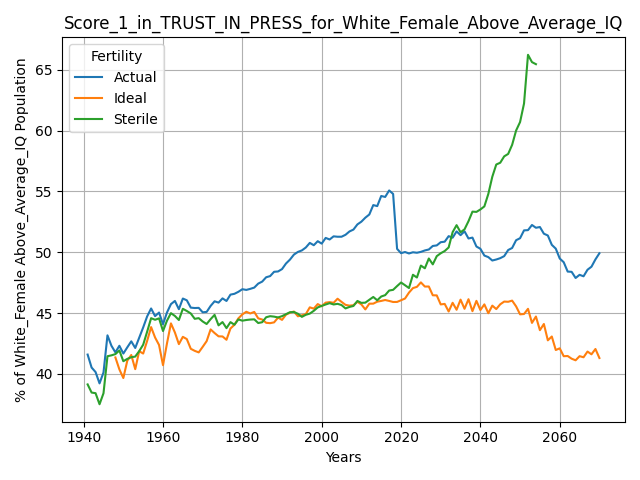 Score_1_in_TRUST_IN_PRESS_for_White_Female_Above_Average_IQ
% of White_Female Above_Average_IQ Population
65
60
55
50
45
40
Fertility
Actual
Ideal
Sterile
1940 1960 1980 2000 2020 2040 2060
Years